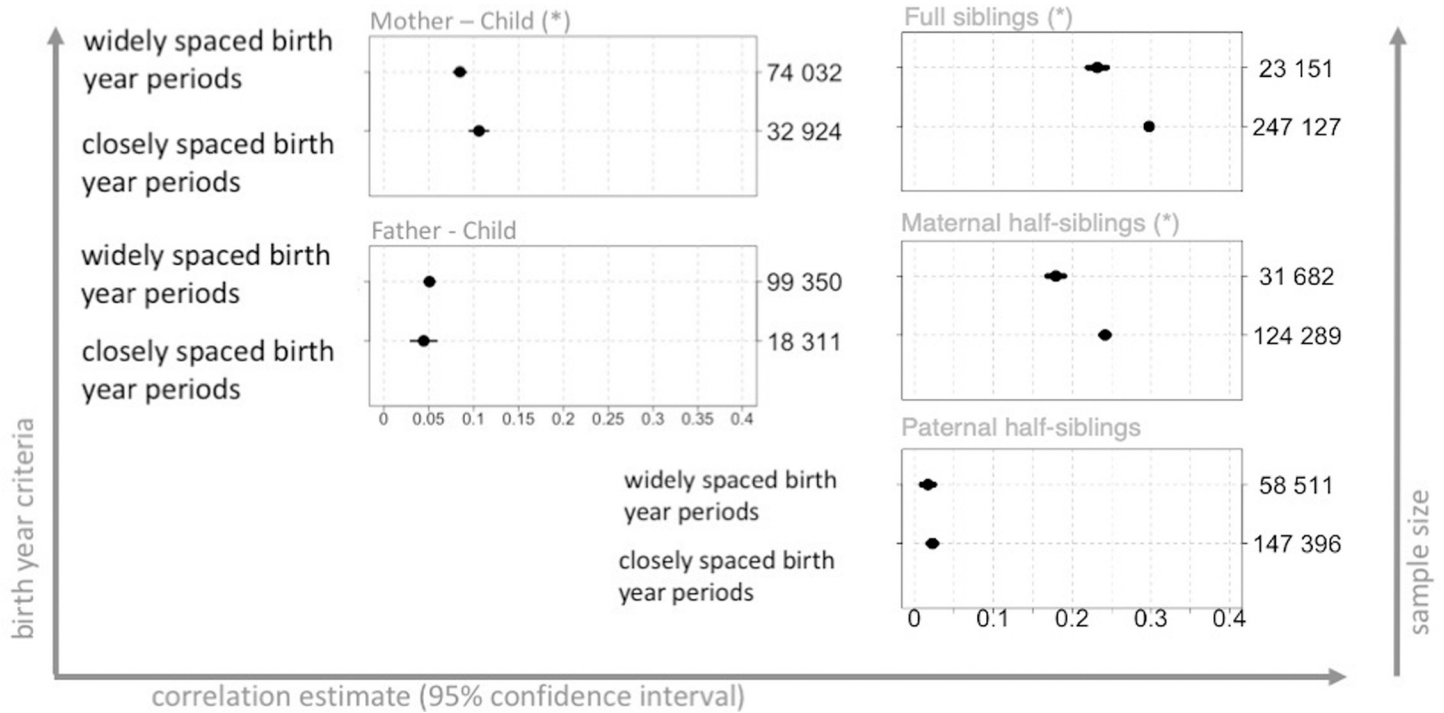 Mother – Child (*)
widely spaced birth
year periods
74 032
closely spaced birth
year periods
32 924
Father - Child
widely spaced birth
year periods
99 350
closely spaced birth
year periods
18 311
0 0.05 0.1 0.15 0.2 0.25 0.3 0.35 0.4
Full siblings (*)
23 151
247 127
Maternal half-siblings (*)
31 682
124 289
Paternal half-siblings
widely spaced birth
year periods
58 511
closely spaced birth
year periods
147 396
0 0.1 0.2 0.3 0.4
birth year criteria
sample size
correlation estimate (95% confidence interval)